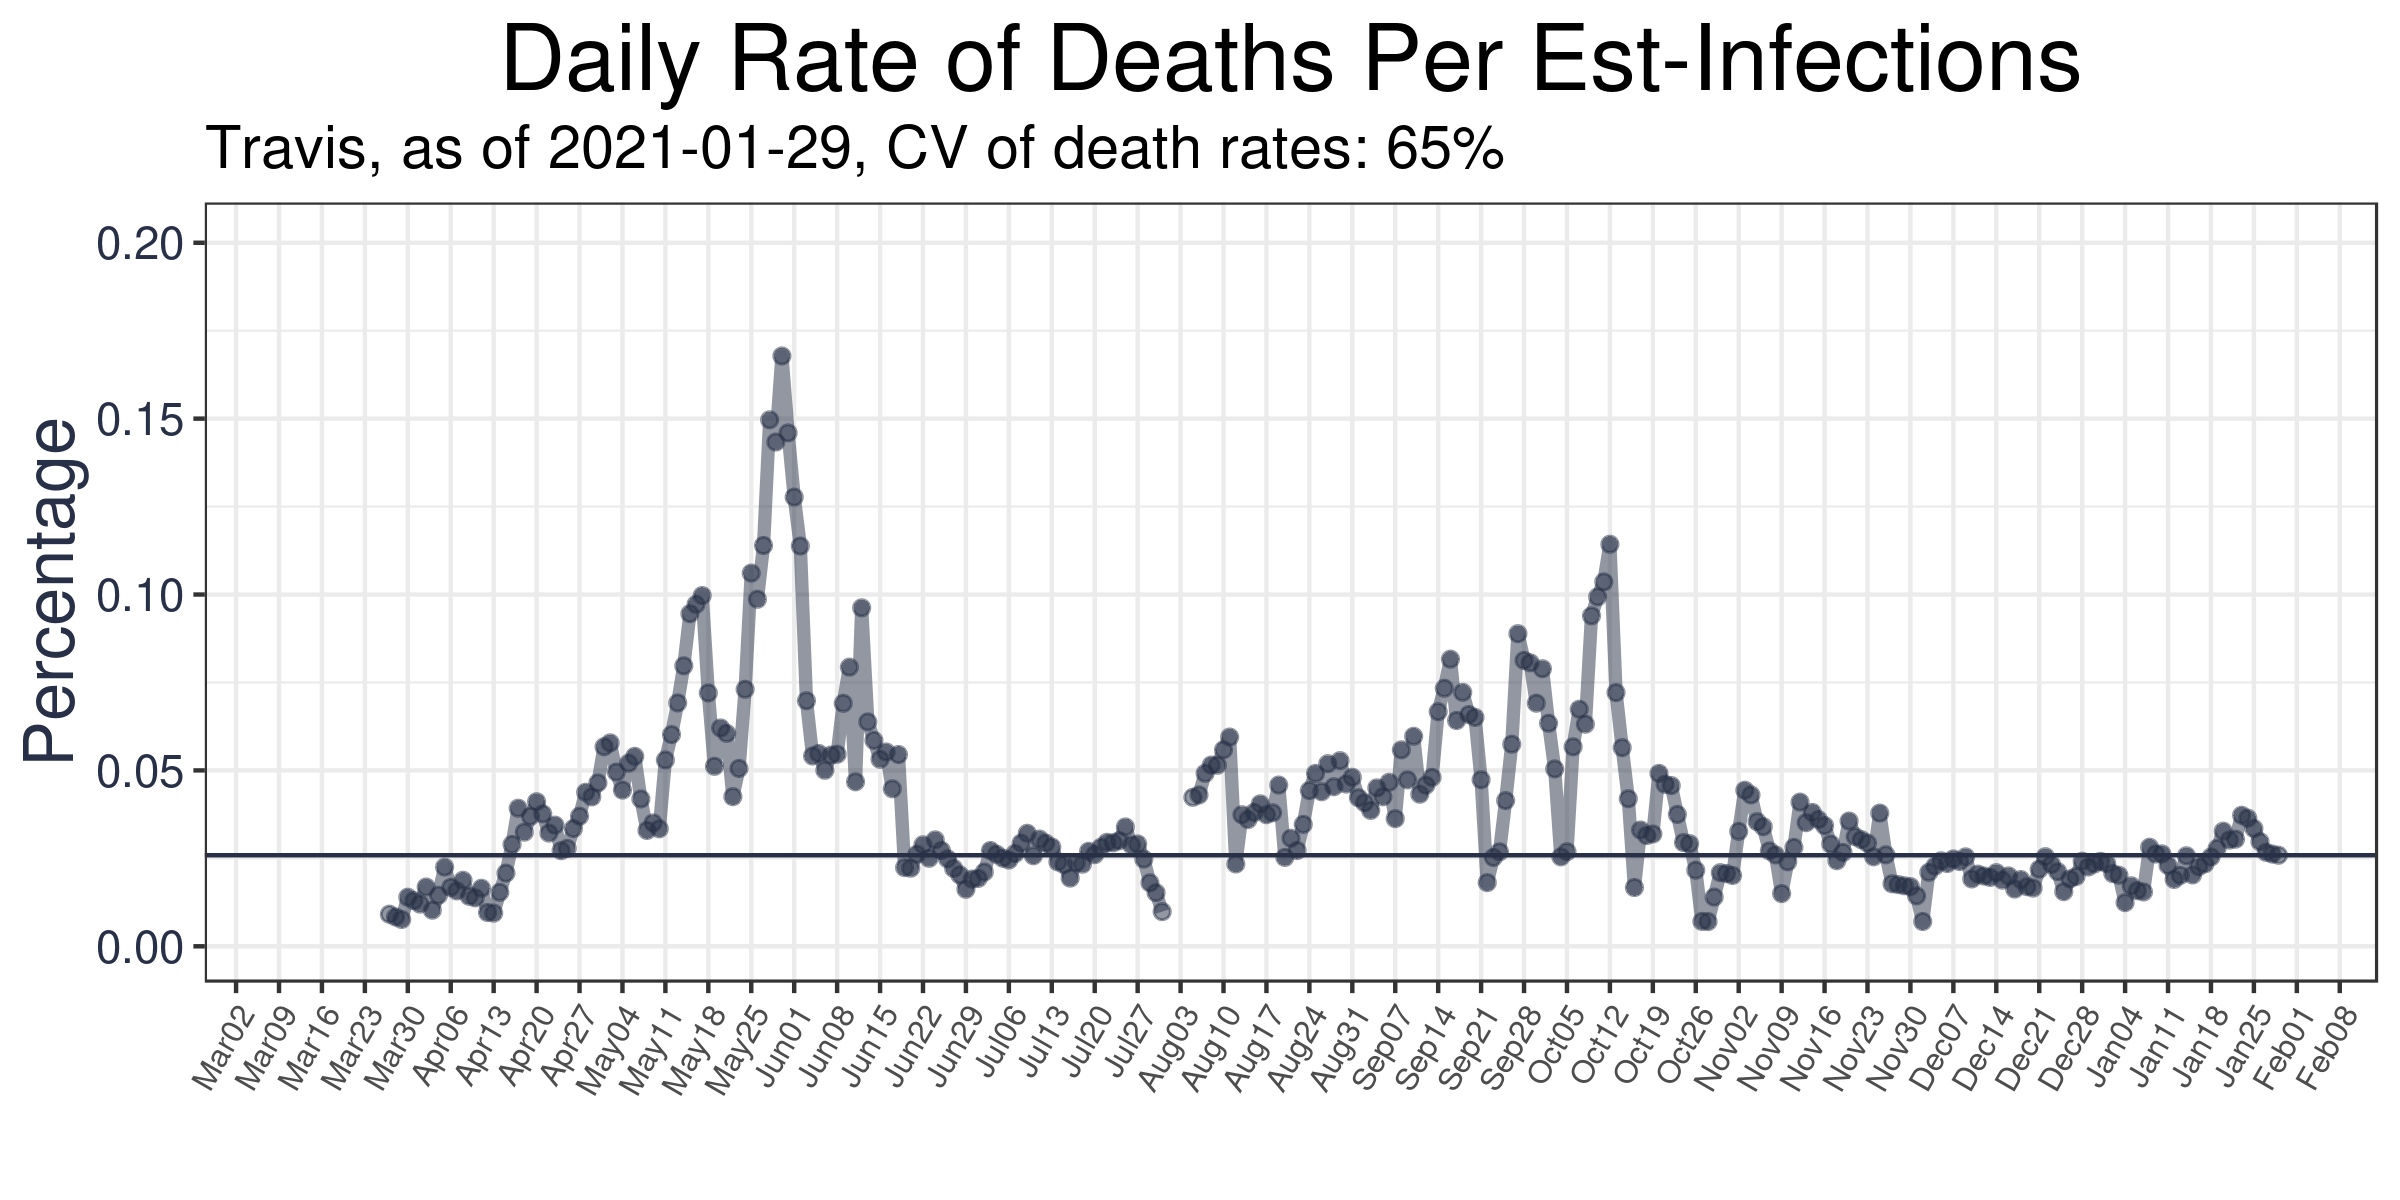 Daily Rate of Deaths Per Est-Infections
Travis, as of 2021-01-29, CV of death rates: 65%
Percentage
0.20
0.15
0.10
0.05
0.00
Mar02 Mar09 Mar16 Mar23 Mar30 Apr06 Apr13 Apr20 Apr27 May04 May11 May18 May25 Jun01 Jun08 Jun15 Jun22 Jun29 Jul06 Jul13 Jul20 Jul27 Aug03 Aug10 Aug17 Aug24 Aug31 Sep07 Sep14 Sep21 Sep28 Oct05 Oct12 Oct19 Oct26 Nov02 Nov09 Nov16 Nov23 Nov30 Dec07 Dec14 Dec21 Dec28 Jan04 Jan11 Jan18 Jan25 Feb01 Feb08